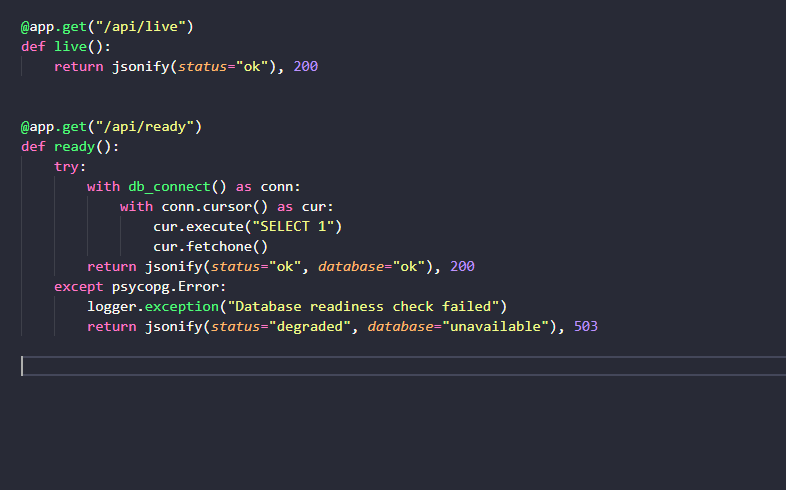 @app.get("/api/live")
def live():
    return jsonify(status="ok"), 200
@app.get("/api/ready")
def ready():
    try:
        with db_connect() as conn:
            with conn.cursor() as cur:
                cur.execute("SELECT 1")
                cur.fetchone()
        return jsonify(status="ok", database="ok"), 200
    except psycopg.Error:
        logger.exception("Database readiness check failed")
        return jsonify(status="degraded", database="unavailable"), 503